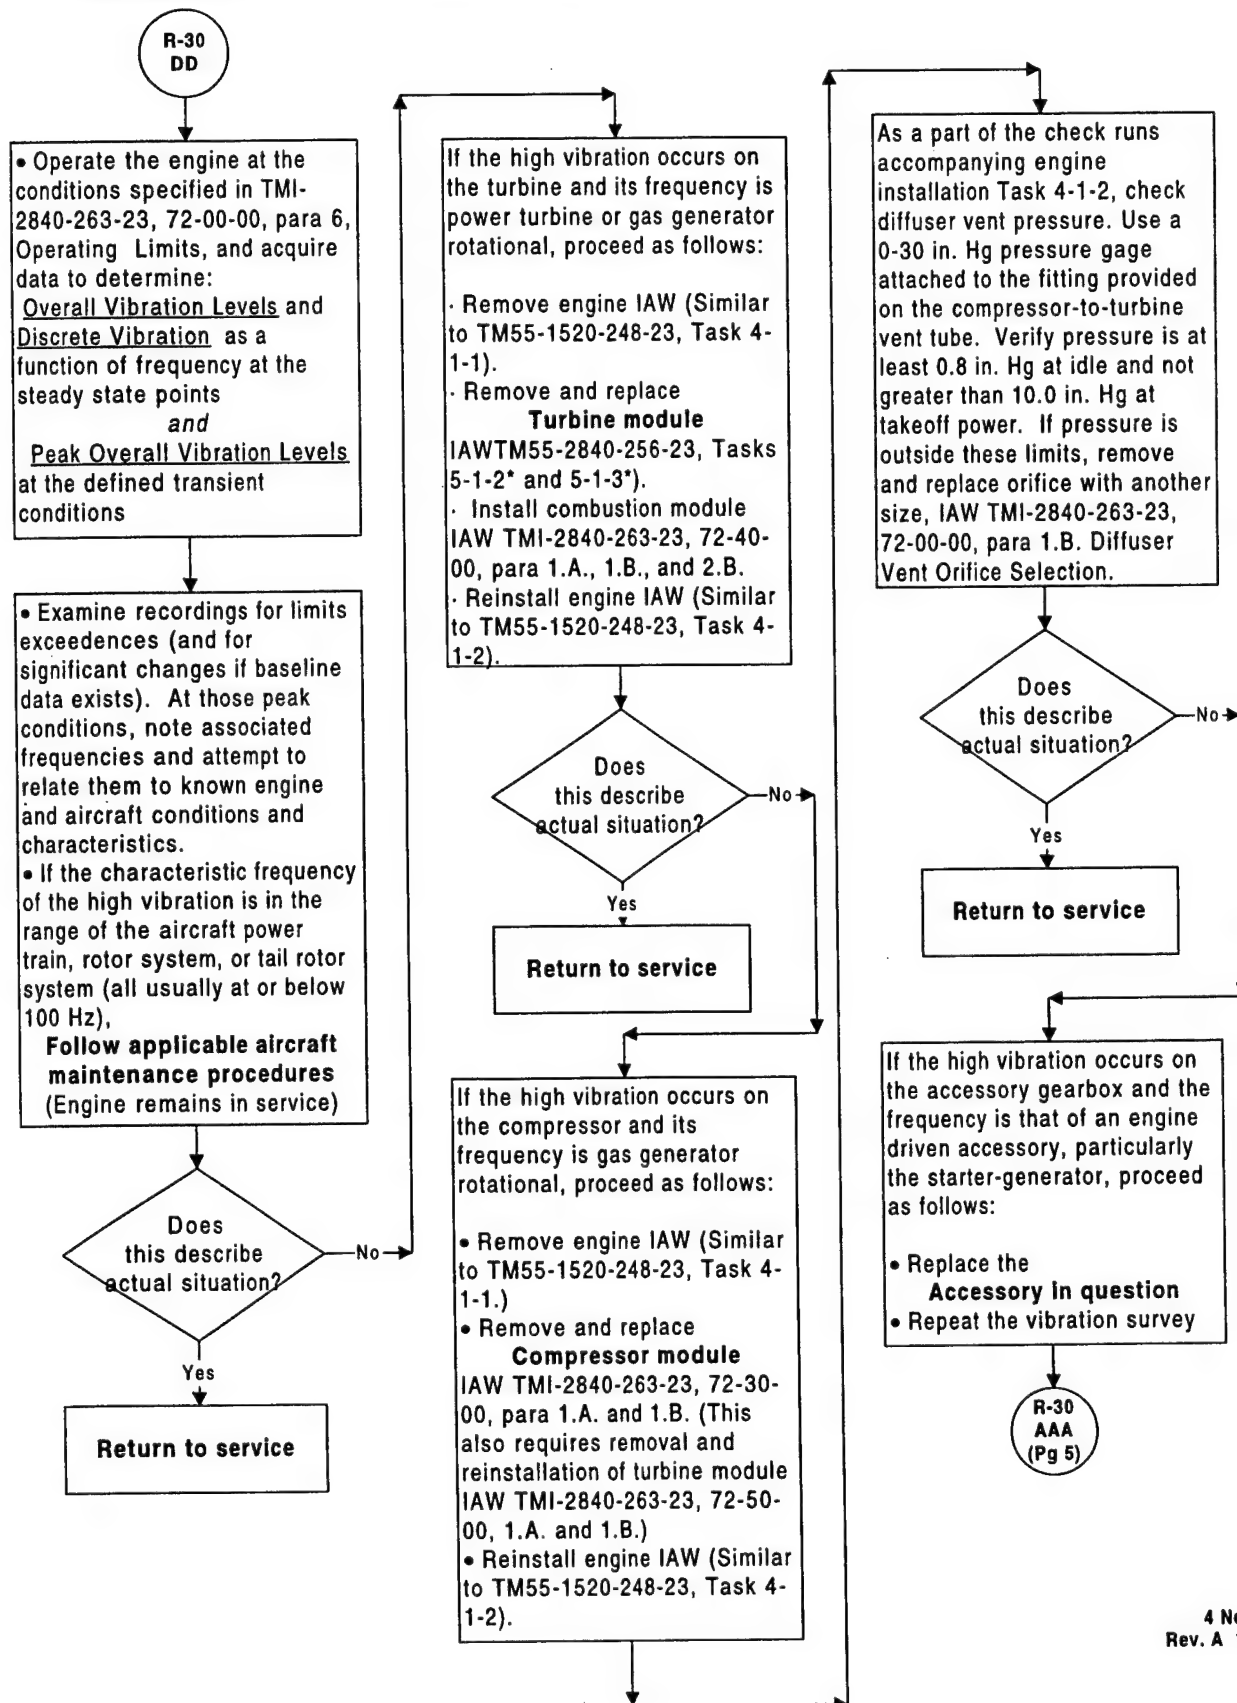 R-30
DD
• Operate the engine at the
conditions specified in TMI-
2840-263-23, 72-00-00, para 6,
Operating Limits, and acquire
data to determine:
Overall Vibration Levels and
Discrete Vibration as a
function of frequency at the
steady state points
and
Peak Overall Vibration Levels
at the defined transient
conditions
• Examine recordings for limits
exceedences (and for
significant changes if baseline
data exists). At those peak
conditions, note associated
frequencies and attempt to
relate them to known engine
and aircraft conditions and
characteristics.
• If the characteristic frequency
of the high vibration is in the
range of the aircraft power
train, rotor system, or tail rotor
system (all usually at or below
100 Hz),
Follow applicable aircraft
maintenance procedures
(Engine remains in service)
Does
this describe
actual situation?
No
Yes
Return to service
If the high vibration occurs on
the turbine and its frequency is
power turbine or gas generator
rotational, proceed as follows:
· Remove engine IAW (Similar
to TM55-1520-248-23, Task 4-
1-1).
· Remove and replace
Turbine module
IAWTM55-2840-256-23, Tasks
5-1-2* and 5-1-3*).
· Install combustion module
IAW TMI-2840-263-23, 72-40-
00, para 1.A., 1.B., and 2.B.
· Reinstall engine IAW (Similar
to TM55-1520-248-23, Task 4-
1-2).
Does
this describe
actual situation?
No
Yes
Return to service
If the high vibration occurs on
the compressor and its
frequency is gas generator
rotational, proceed as follows:
• Remove engine IAW (Similar
to TM55-1520-248-23, Task 4-
1-1.)
• Remove and replace
Compressor module
IAW TMI-2840-263-23, 72-30-
00, para 1.A. and 1.B. (This
also requires removal and
reinstallation of turbine module
IAW TMI-2840-263-23, 72-50-
00, 1.A. and 1.B.)
• Reinstall engine IAW (Similar
to TM55-1520-248-23, Task 4-
1-2).
As a part of the check runs
accompanying engine
installation Task 4-1-2, check
diffuser vent pressure. Use a
0-30 in. Hg pressure gage
attached to the fitting provided
on the compressor-to-turbine
vent tube. Verify pressure is at
least 0.8 in. Hg at idle and not
greater than 10.0 in. Hg at
takeoff power. If pressure is
outside these limits, remove
and replace orifice with another
size, IAW TMI-2840-263-23,
72-00-00, para 1.B. Diffuser
Vent Orifice Selection.
Does
this describe
actual situation?
No
Yes
Return to service
If the high vibration occurs on
the accessory gearbox and the
frequency is that of an engine
driven accessory, particularly
the starter-generator, proceed
as follows:
• Replace the
Accessory in question
• Repeat the vibration survey
R-30
AAA
(Pg 5)
4
Rev. A